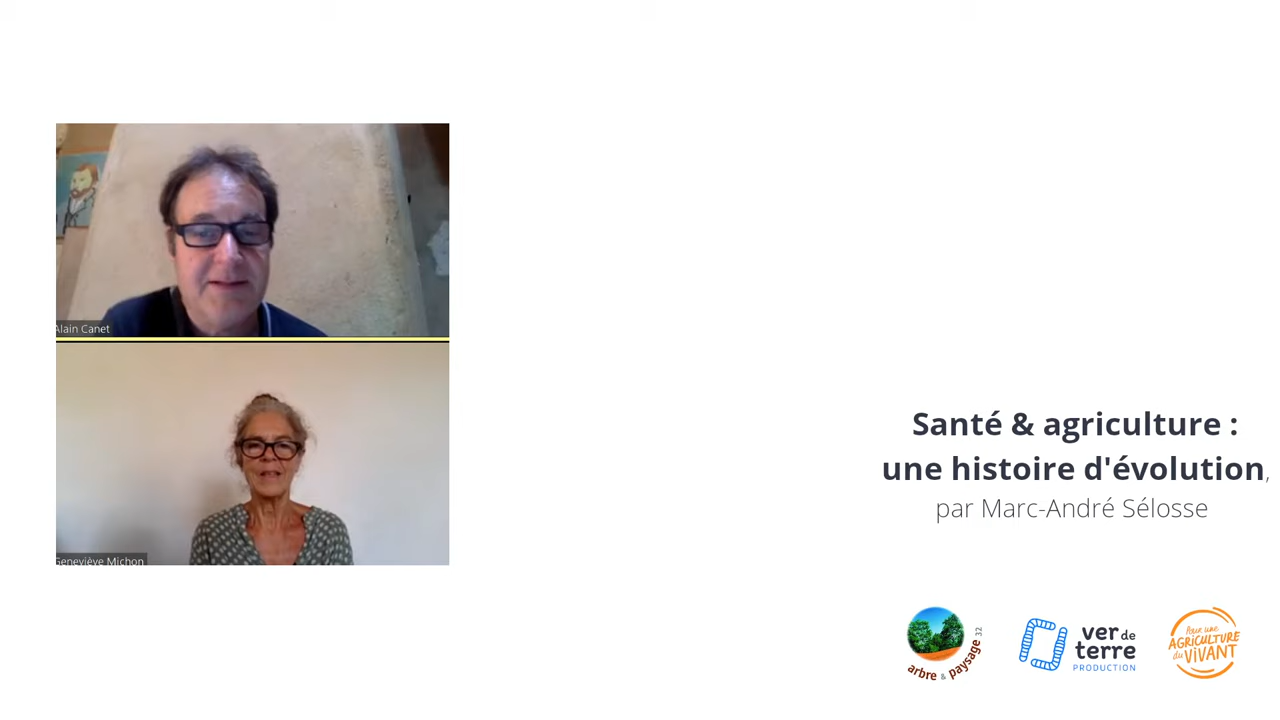 Alain Canet
Geneviève Michon
Santé & agriculture :
une histoire d'évolution,
par Marc-André Sélosse
arbre & paysage 32
ver de
terre
PRODUCTION
Pour une
AGRICULTURE
du ViVANT